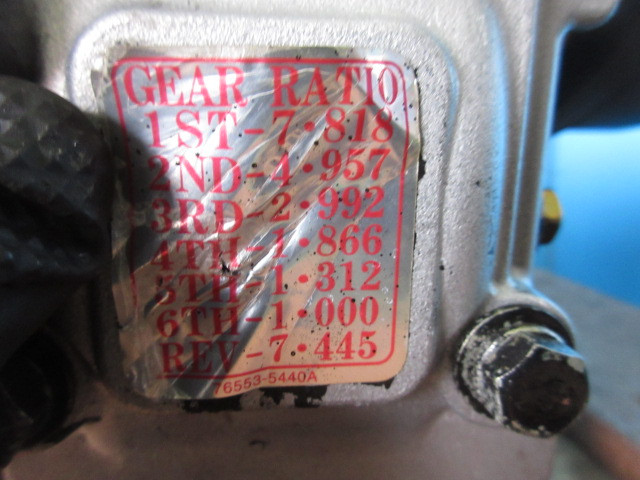 GEAR RATIO
1ST-7·818
2ND-4·957
3RD-2·992
4TH-1·866
5TH-1·312
6TH-1·000
REV-7·445
76553-5440A